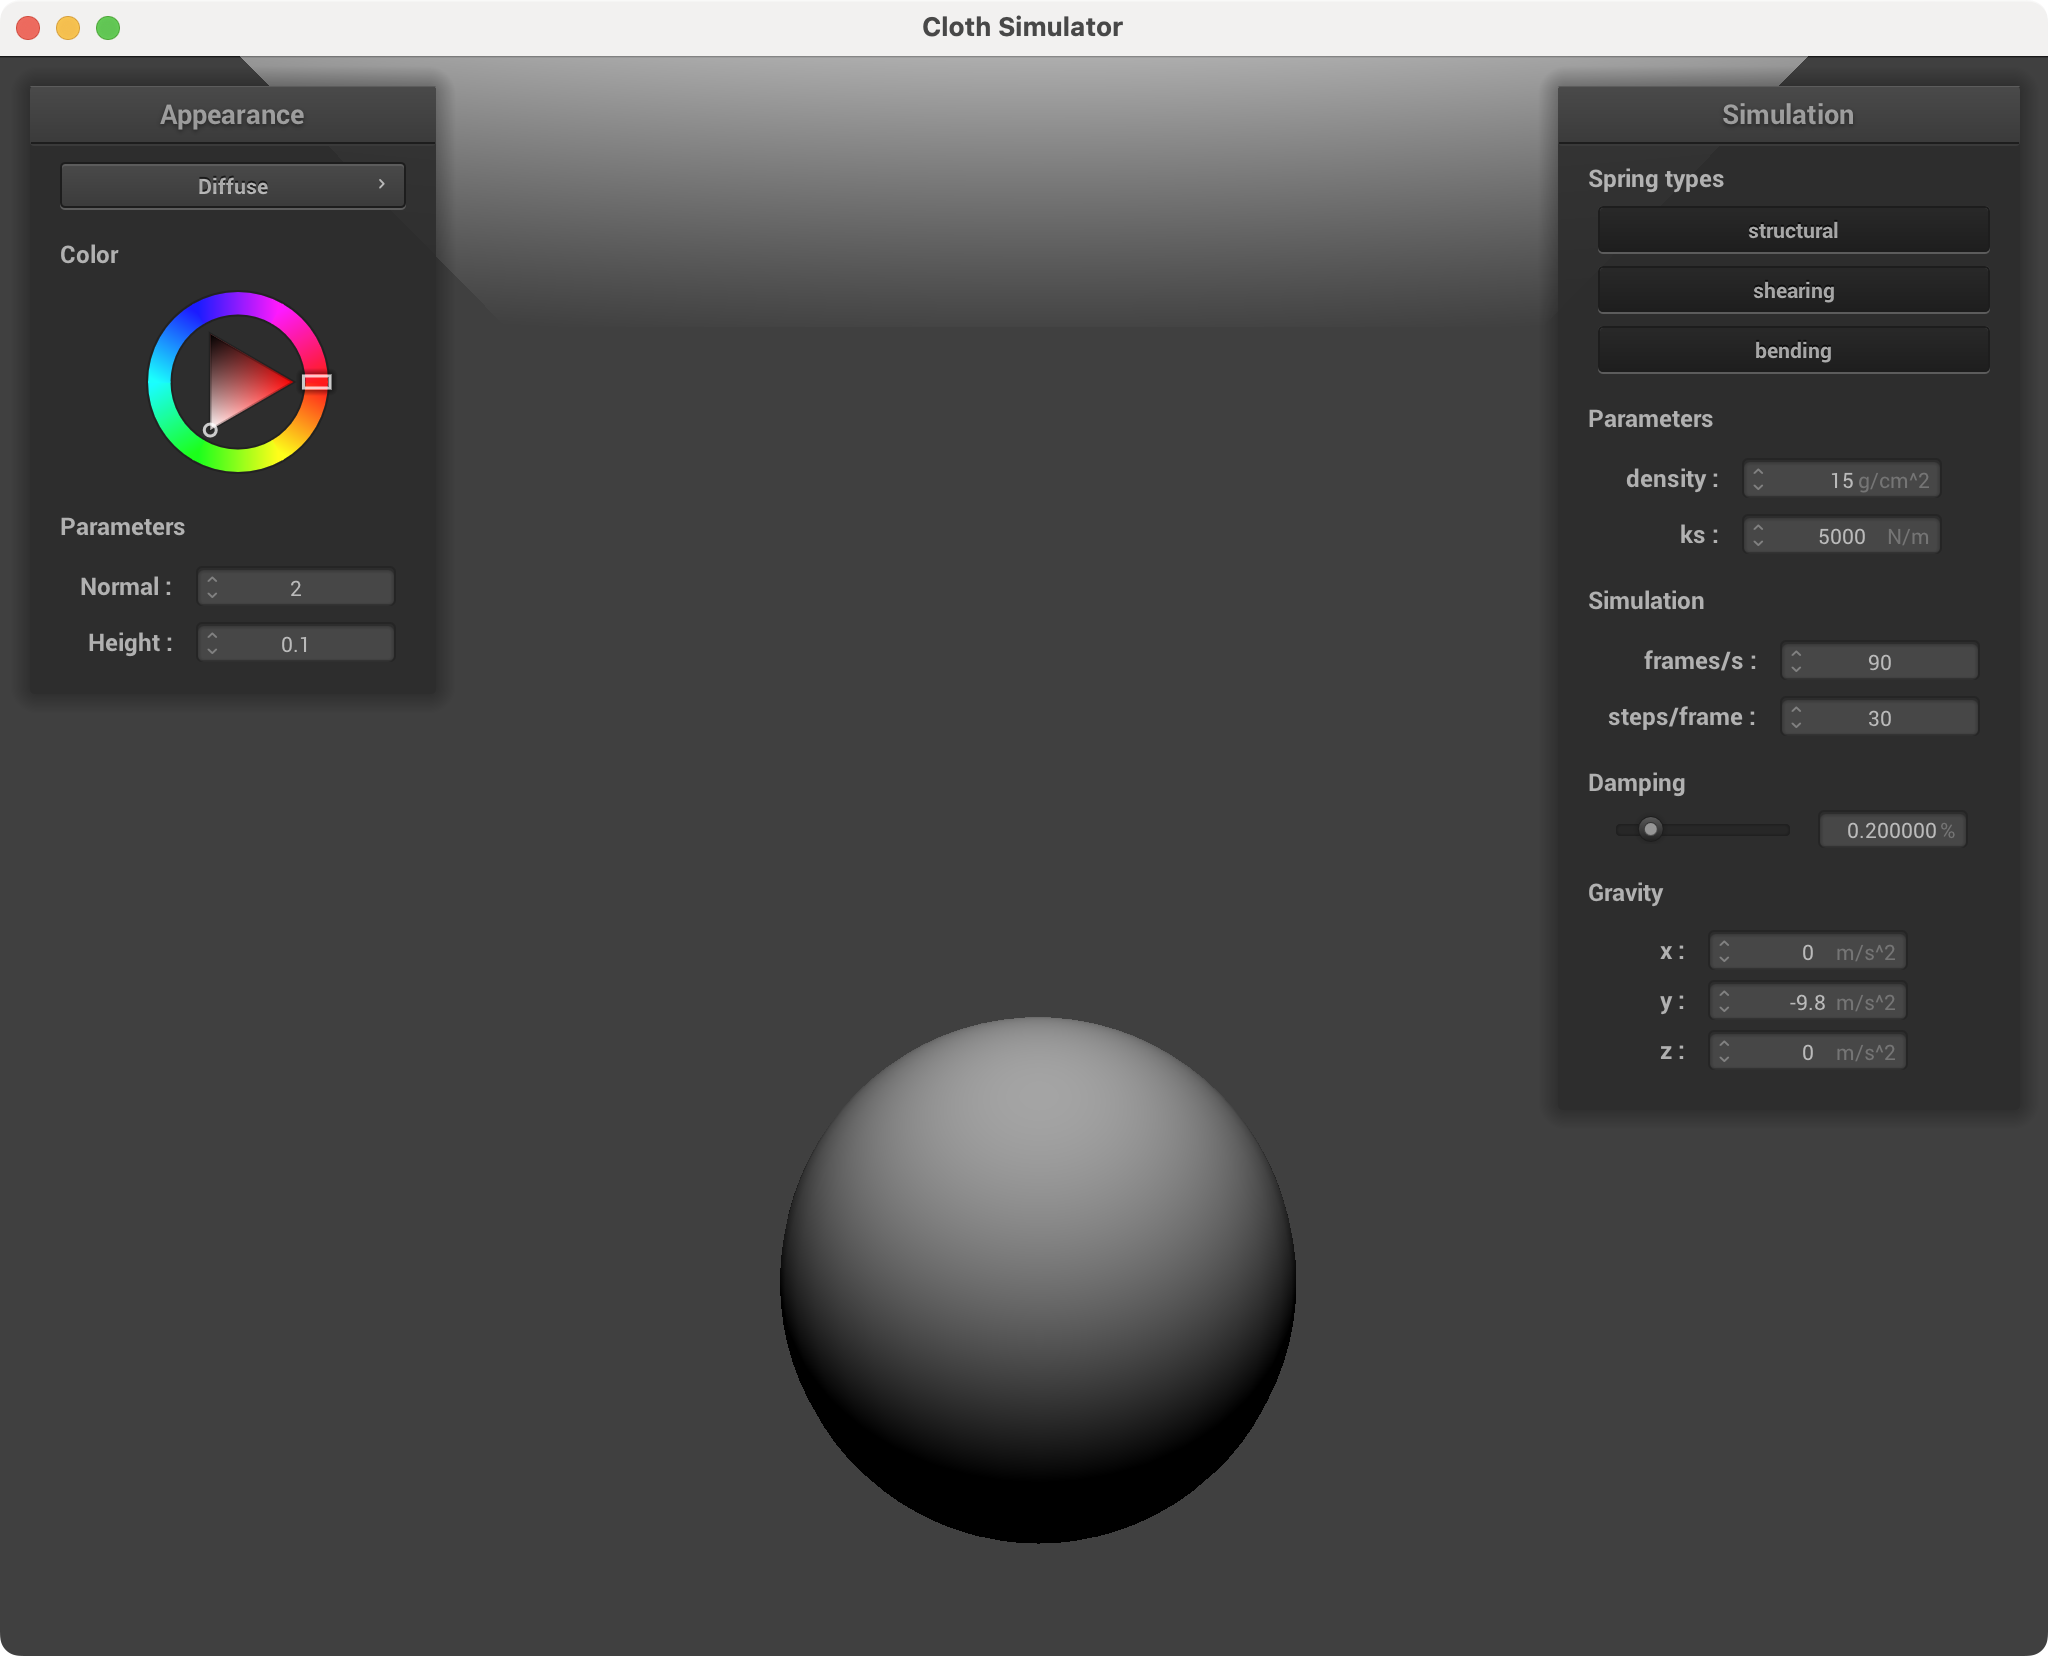 Cloth Simulator
Appearance
Diffuse
Color
Parameters
Normal : 2
Height : 0.1
Simulation
Spring types
structural
shearing
bending
Parameters
density : 15 g/cm^2
ks : 5000 N/m
Simulation
frames/s : 90
steps/frame : 30
Damping
0.200000 %
Gravity
x : 0 m/s^2
y : -9.8 m/s^2
z : 0 m/s^2